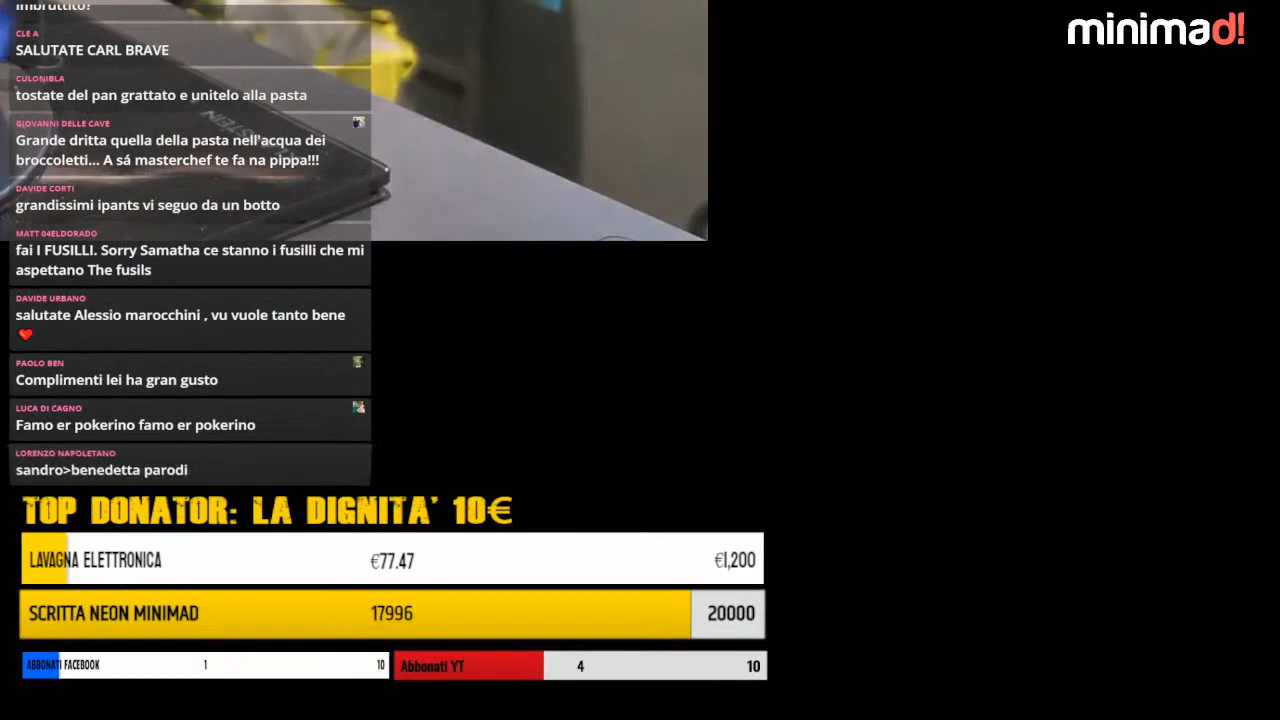 imbruttito?
CLE A
SALUTATE CARL BRAVE
CULONIBLA
tostate del pan grattato e unitelo alla pasta
GIOVANNI DELLE CAVE
Grande dritta quella della pasta nell'acqua dei
broccoletti... A sá masterchef te fa na pippa!!!
DAVIDE CORTI
grandissimi ipants vi seguo da un botto
MATT 04ELDORADO
fai I FUSILLI. Sorry Samatha ce stanno i fusilli che mi
aspettano The fusils
DAVIDE URBANO
salutate Alessio marocchini , vu vuole tanto bene
❤
PAOLO BEN
Complimenti lei ha gran gusto
LUCA DI CAGNO
Famo er pokerino famo er pokerino
LORENZO NAPOLETANO
sandro>benedetta parodi
TOP DONATOR: LA DIGNITA' 10€
LAVAGNA ELETTRONICA €77.47 €1,200
SCRITTA NEON MINIMAD 17996 20000
ABBONATI FACEBOOK 1 10
Abbonati YT 4 10
minimad!